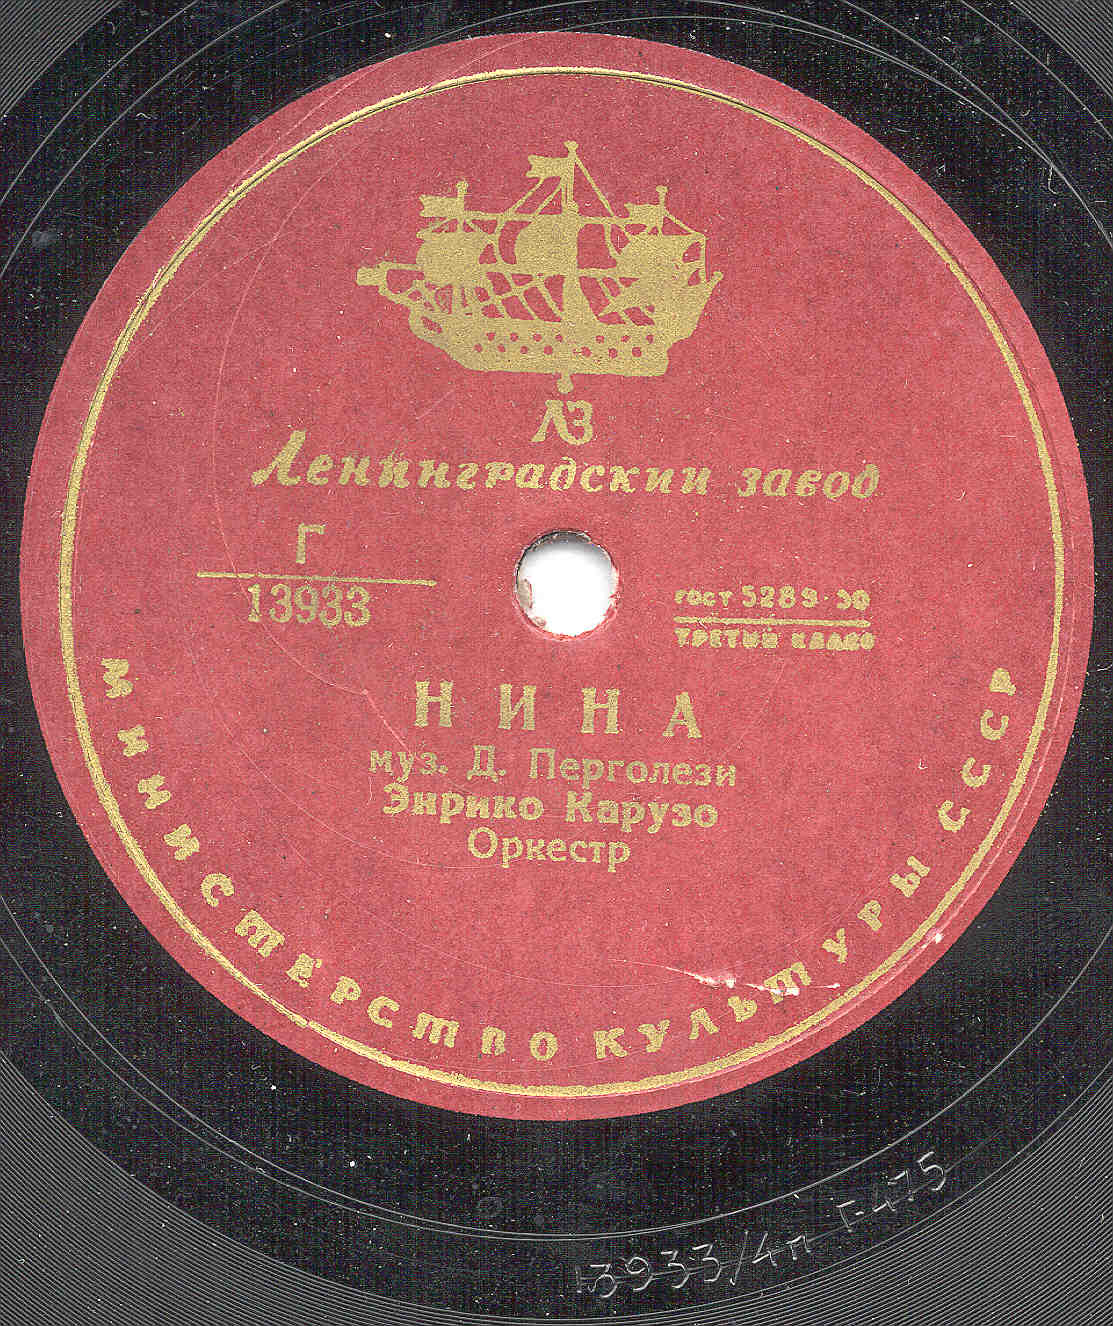 ЛЗ
Ленинградский завод
Г
13933
ГОСТ 5289-50
ТРЕТИЙ КЛАСС
НИНА
муз. Д. Перголези
Энрико Карузо
Оркестр
МИНИСТЕРСТВО КУЛЬТУРЫ СССР
13933/4п Г-475